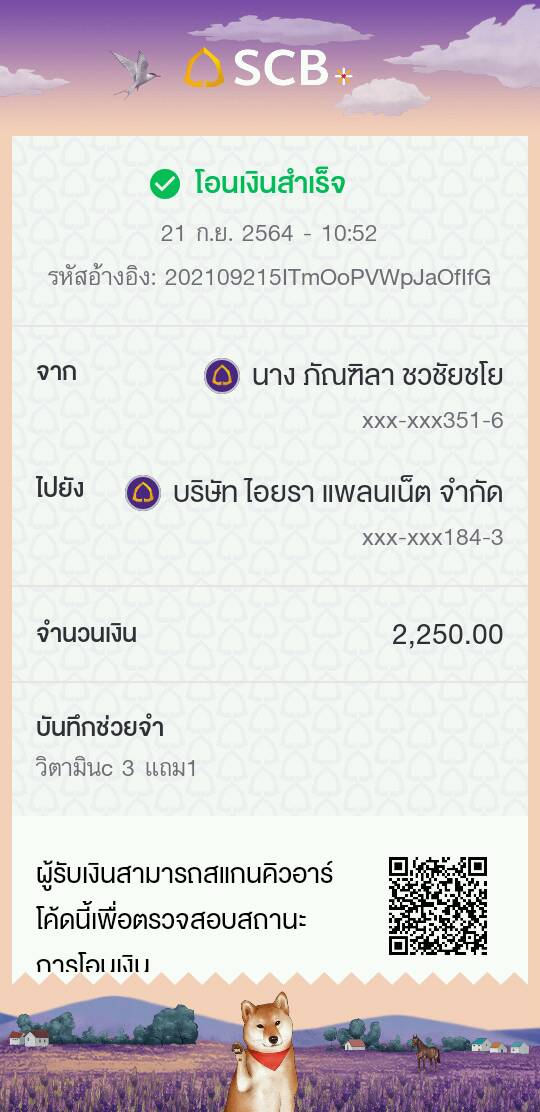 SCB
โอนเงินสำเร็จ
21 ก.ย. 2564 - 10:52
รหัสอ้างอิง: 202109215ITmOoPVWpJaOfIfG
จาก
นาง ภัณฑิลา ชวชัยชโย
xxx-xxx351-6
ไปยัง
บริษัท ไอยรา แพลนเน็ต จำกัด
xxx-xxx184-3
จำนวนเงิน 2,250.00
บันทึกช่วยจำ
วิตามินc 3 แถม1
ผู้รับเงินสามารถสแกนคิวอาร์
โค้ดนี้เพื่อตรวจสอบสถานะ
การโอนเงิน